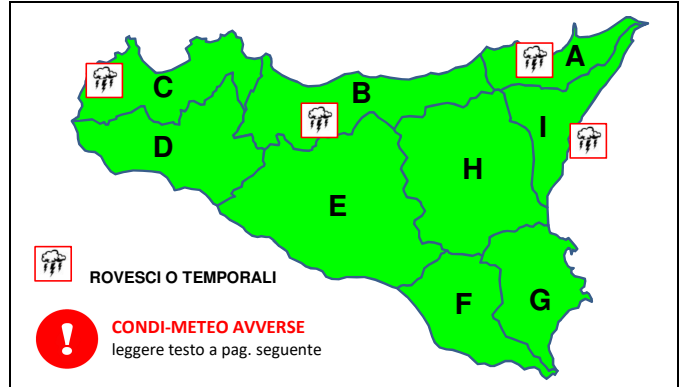 A
C
B
I
D
H
E
F
G
ROVESCI O TEMPORALI
!
CONDI-METEO AVVERSE
leggere testo a pag. seguente